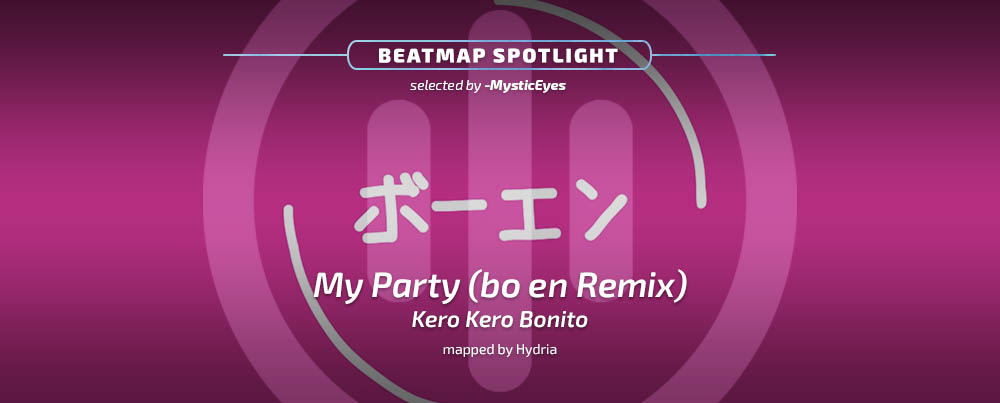 BEATMAP SPOTLIGHT
selected by -MysticEyes
ボーエン
My Party (bo en Remix)
Kero Kero Bonito
mapped by Hydria